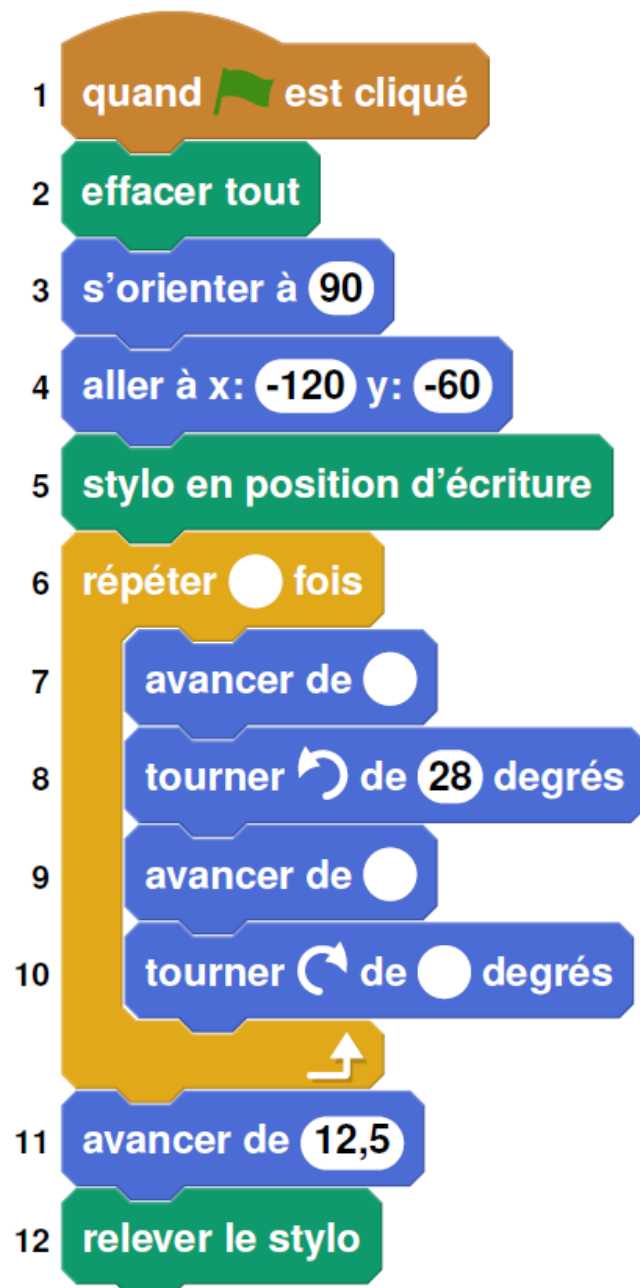 1 quand est cliqué
2 effacer tout
3 s'orienter à 90
4 aller à x: -120 y: -60
5 stylo en position d'écriture
6 répéter fois
7 avancer de
8 tourner de 28 degrés
9 avancer de
10 tourner de degrés
11 avancer de 12,5
12 relever le stylo